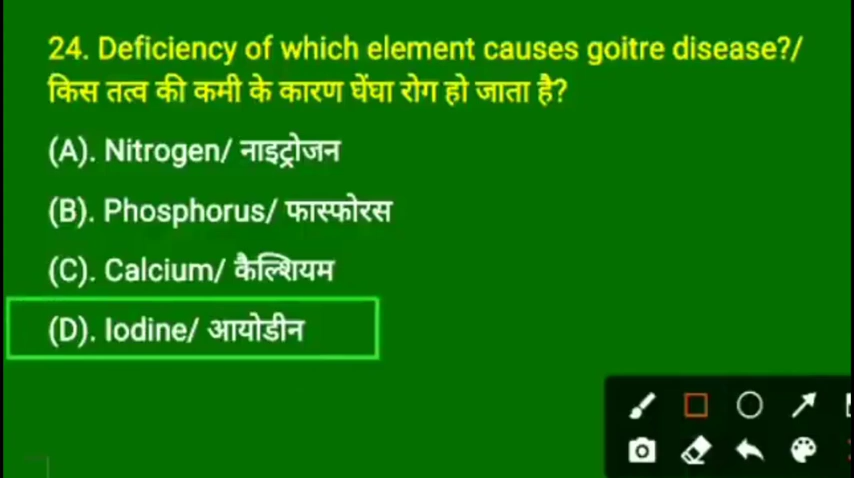 24. Deficiency of which element causes goitre disease?/
किस तत्व की कमी के कारण घेंघा रोग हो जाता है?
(A). Nitrogen/ नाइट्रोजन
(B). Phosphorus/ फास्फोरस
(C). Calcium/ कैल्शियम
(D). Iodine/ आयोडीन